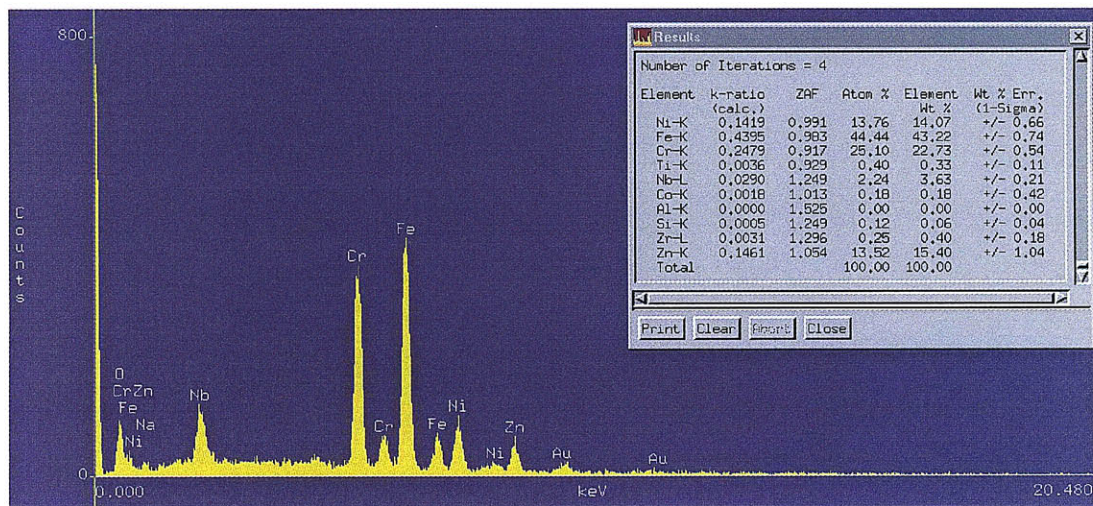 800
Counts
0
0.000
keV
20.480
O
CrZn
Fe
Na
Ni
Nb
Cr
Cr
Fe
Fe
Ni
Ni
Zn
Au
Au
Results
Number of Iterations = 4
Element k-ratio ZAF Atom % Element Wt % Err.
(calc.) Wt % (1-Sigma)
Ni-K 0.1419 0.991 13.76 14.07 +/- 0.66
Fe-K 0.4395 0.983 44.44 43.22 +/- 0.74
Cr-K 0.2479 0.917 25.10 22.73 +/- 0.54
Ti-K 0.0036 0.929 0.40 0.33 +/- 0.11
Nb-L 0.0290 1.249 2.24 3.63 +/- 0.21
Co-K 0.0018 1.013 0.18 0.18 +/- 0.42
Al-K 0.0000 1.525 0.00 0.00 +/- 0.00
Si-K 0.0005 1.249 0.12 0.06 +/- 0.04
Zr-L 0.0031 1.296 0.25 0.40 +/- 0.18
Zn-K 0.1461 1.054 13.52 15.40 +/- 1.04
Total 100.00 100.00
Print Clear Abort Close